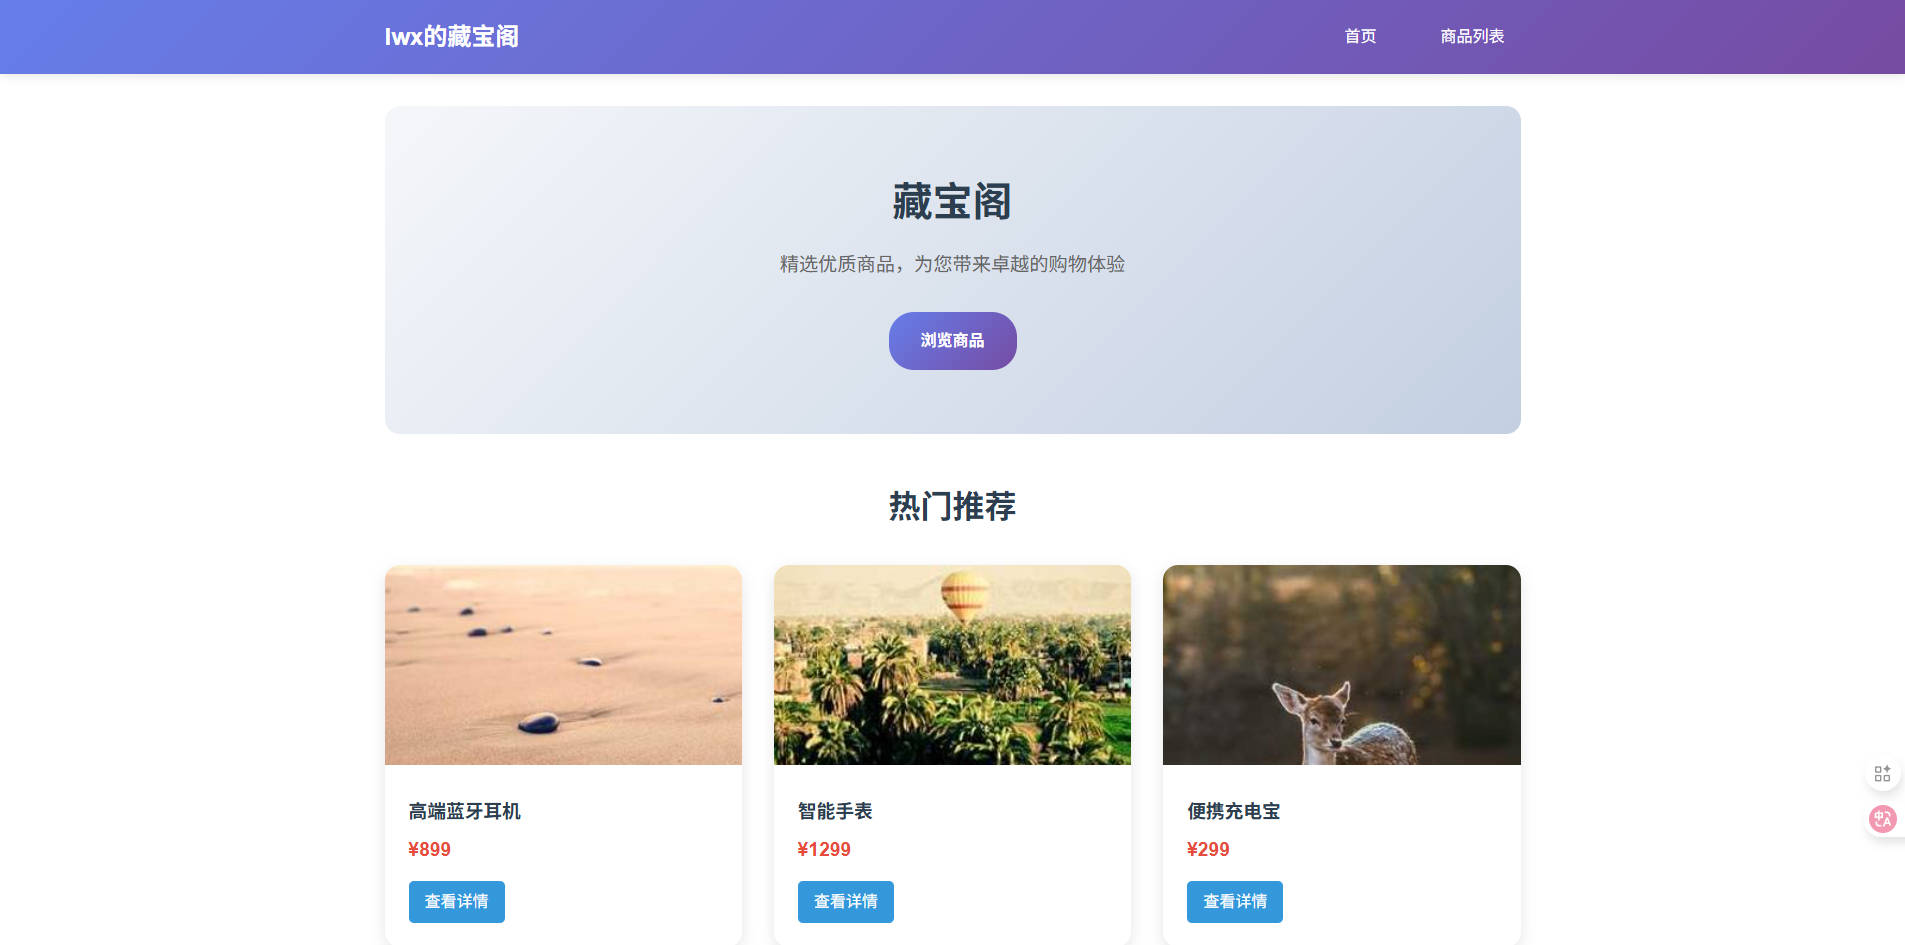 lwx的藏宝阁
首页
商品列表
藏宝阁
精选优质商品，为您带来卓越的购物体验
浏览商品
热门推荐
高端蓝牙耳机
¥899
查看详情
智能手表
¥1299
查看详情
便携充电宝
¥299
查看详情
中A